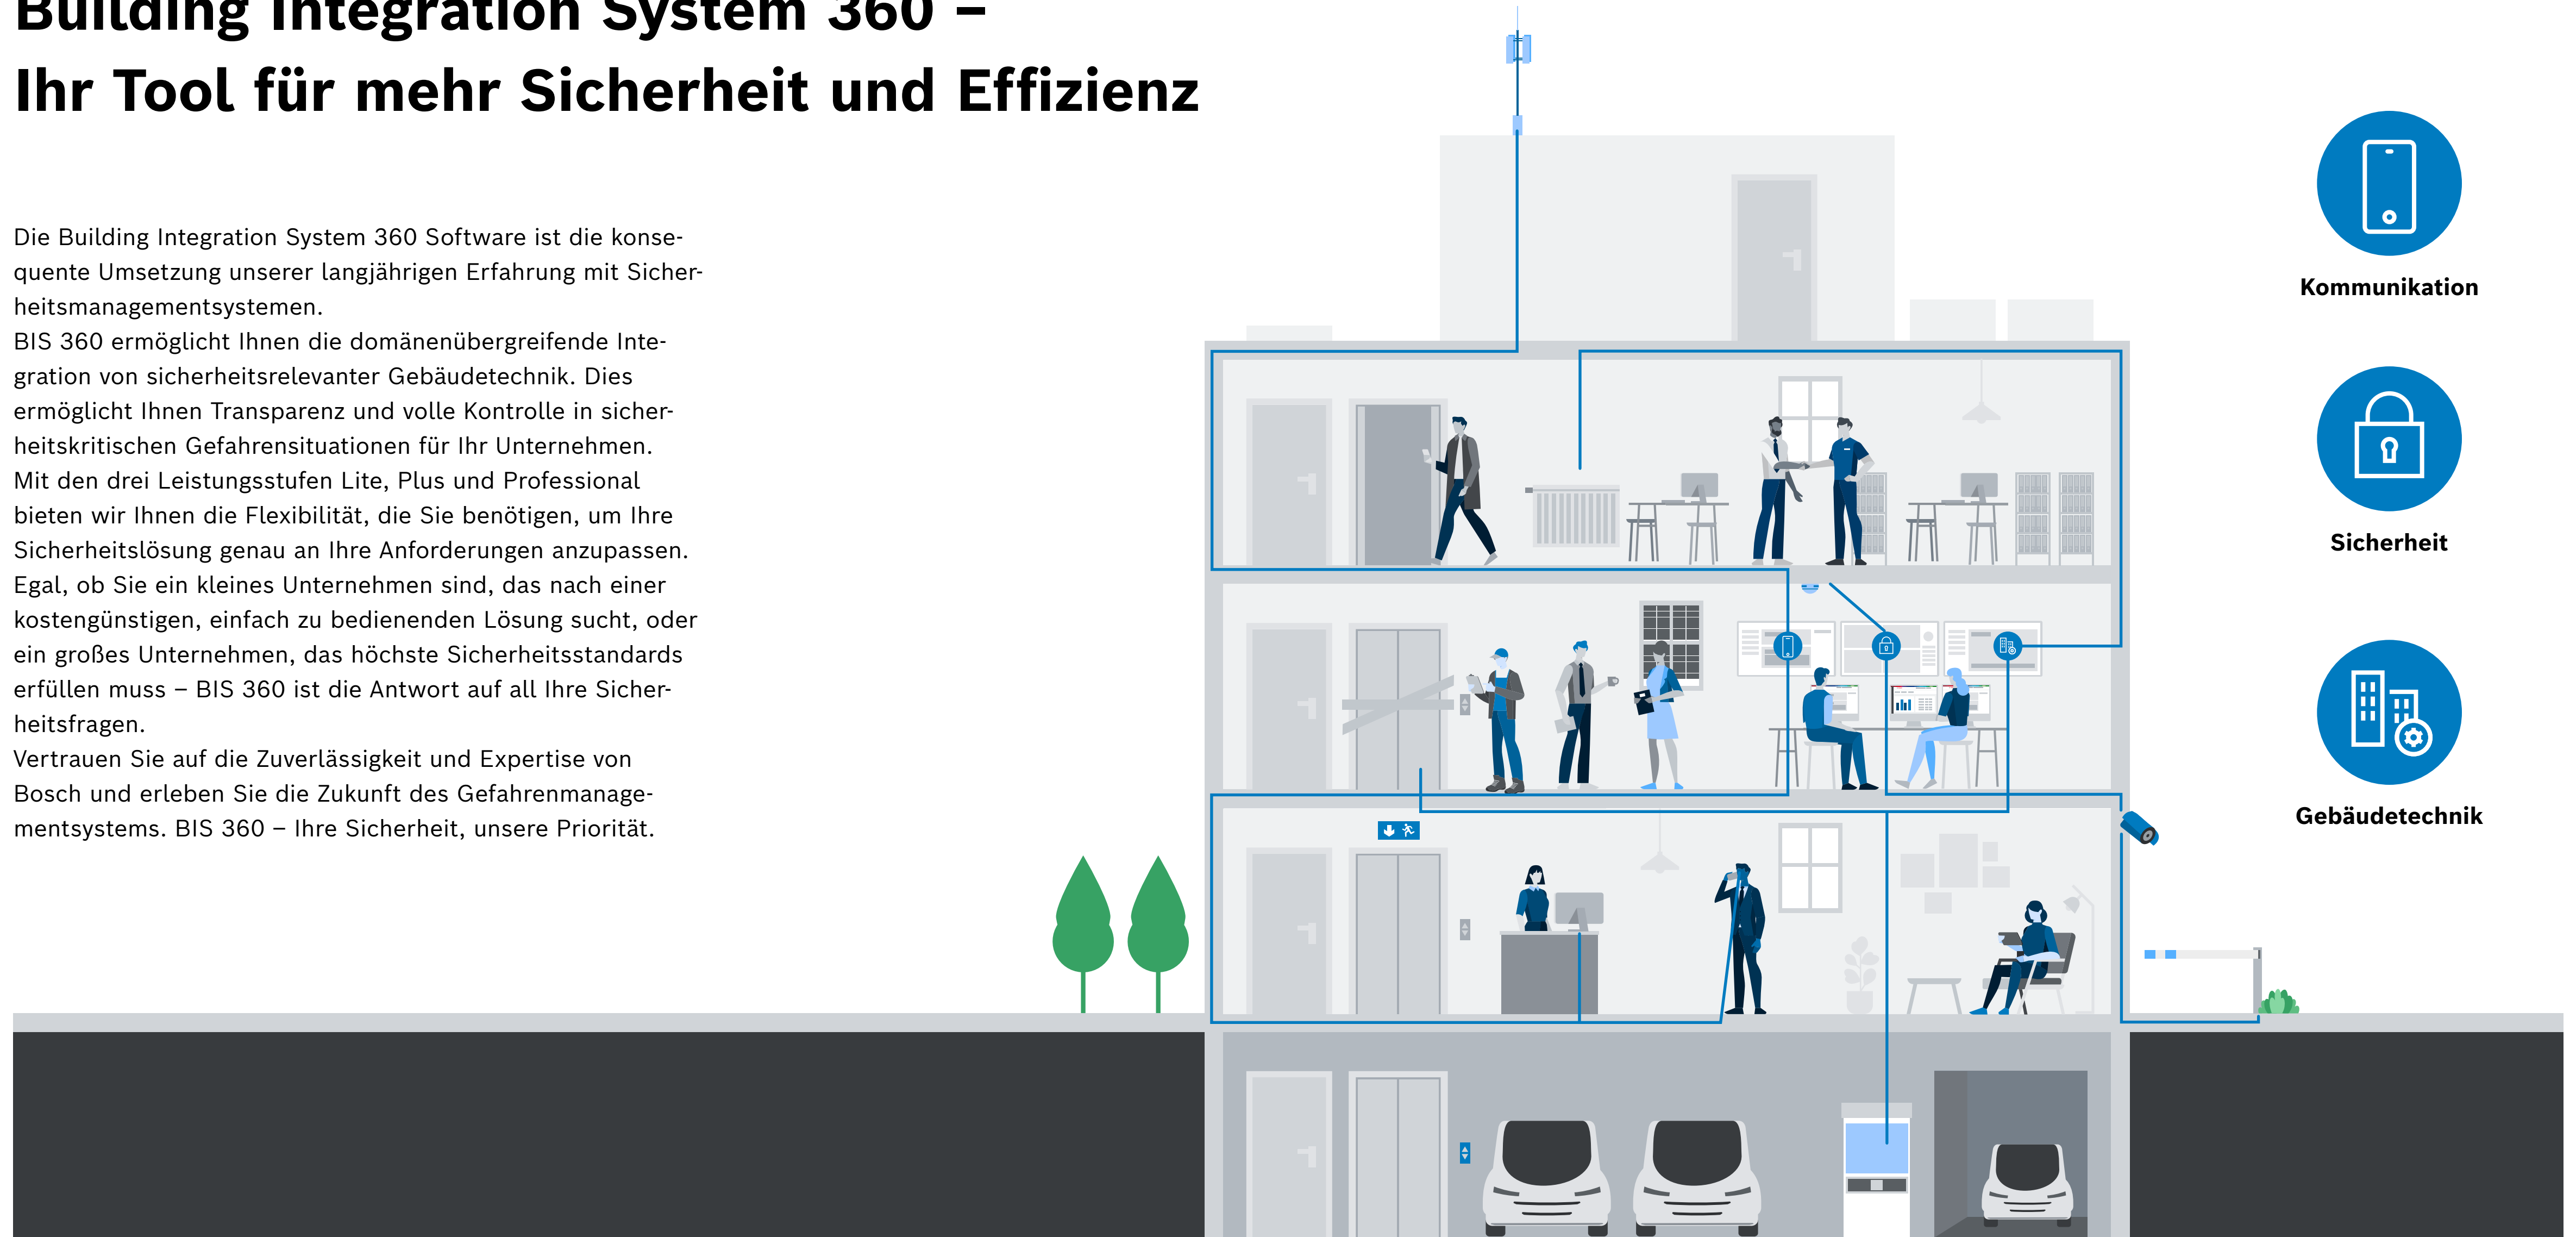 Building Integration System 360 –
Ihr Tool für mehr Sicherheit und Effizienz
Die Building Integration System 360 Software ist die konse-
quente Umsetzung unserer langjährigen Erfahrung mit Sicher-
heitsmanagementsystemen.
BIS 360 ermöglicht Ihnen die domänenübergreifende Inte-
gration von sicherheitsrelevanter Gebäudetechnik. Dies
ermöglicht Ihnen Transparenz und volle Kontrolle in sicher-
heitskritischen Gefahrensituationen für Ihr Unternehmen.
Mit den drei Leistungsstufen Lite, Plus und Professional
bieten wir Ihnen die Flexibilität, die Sie benötigen, um Ihre
Sicherheitslösung genau an Ihre Anforderungen anzupassen.
Egal, ob Sie ein kleines Unternehmen sind, das nach einer
kostengünstigen, einfach zu bedienenden Lösung sucht, oder
ein großes Unternehmen, das höchste Sicherheitsstandards
erfüllen muss – BIS 360 ist die Antwort auf all Ihre Sicher-
heitsfragen.
Vertrauen Sie auf die Zuverlässigkeit und Expertise von
Bosch und erleben Sie die Zukunft des Gefahrenmanage-
mentsystems. BIS 360 – Ihre Sicherheit, unsere Priorität.
Kommunikation
Sicherheit
Gebäudetechnik